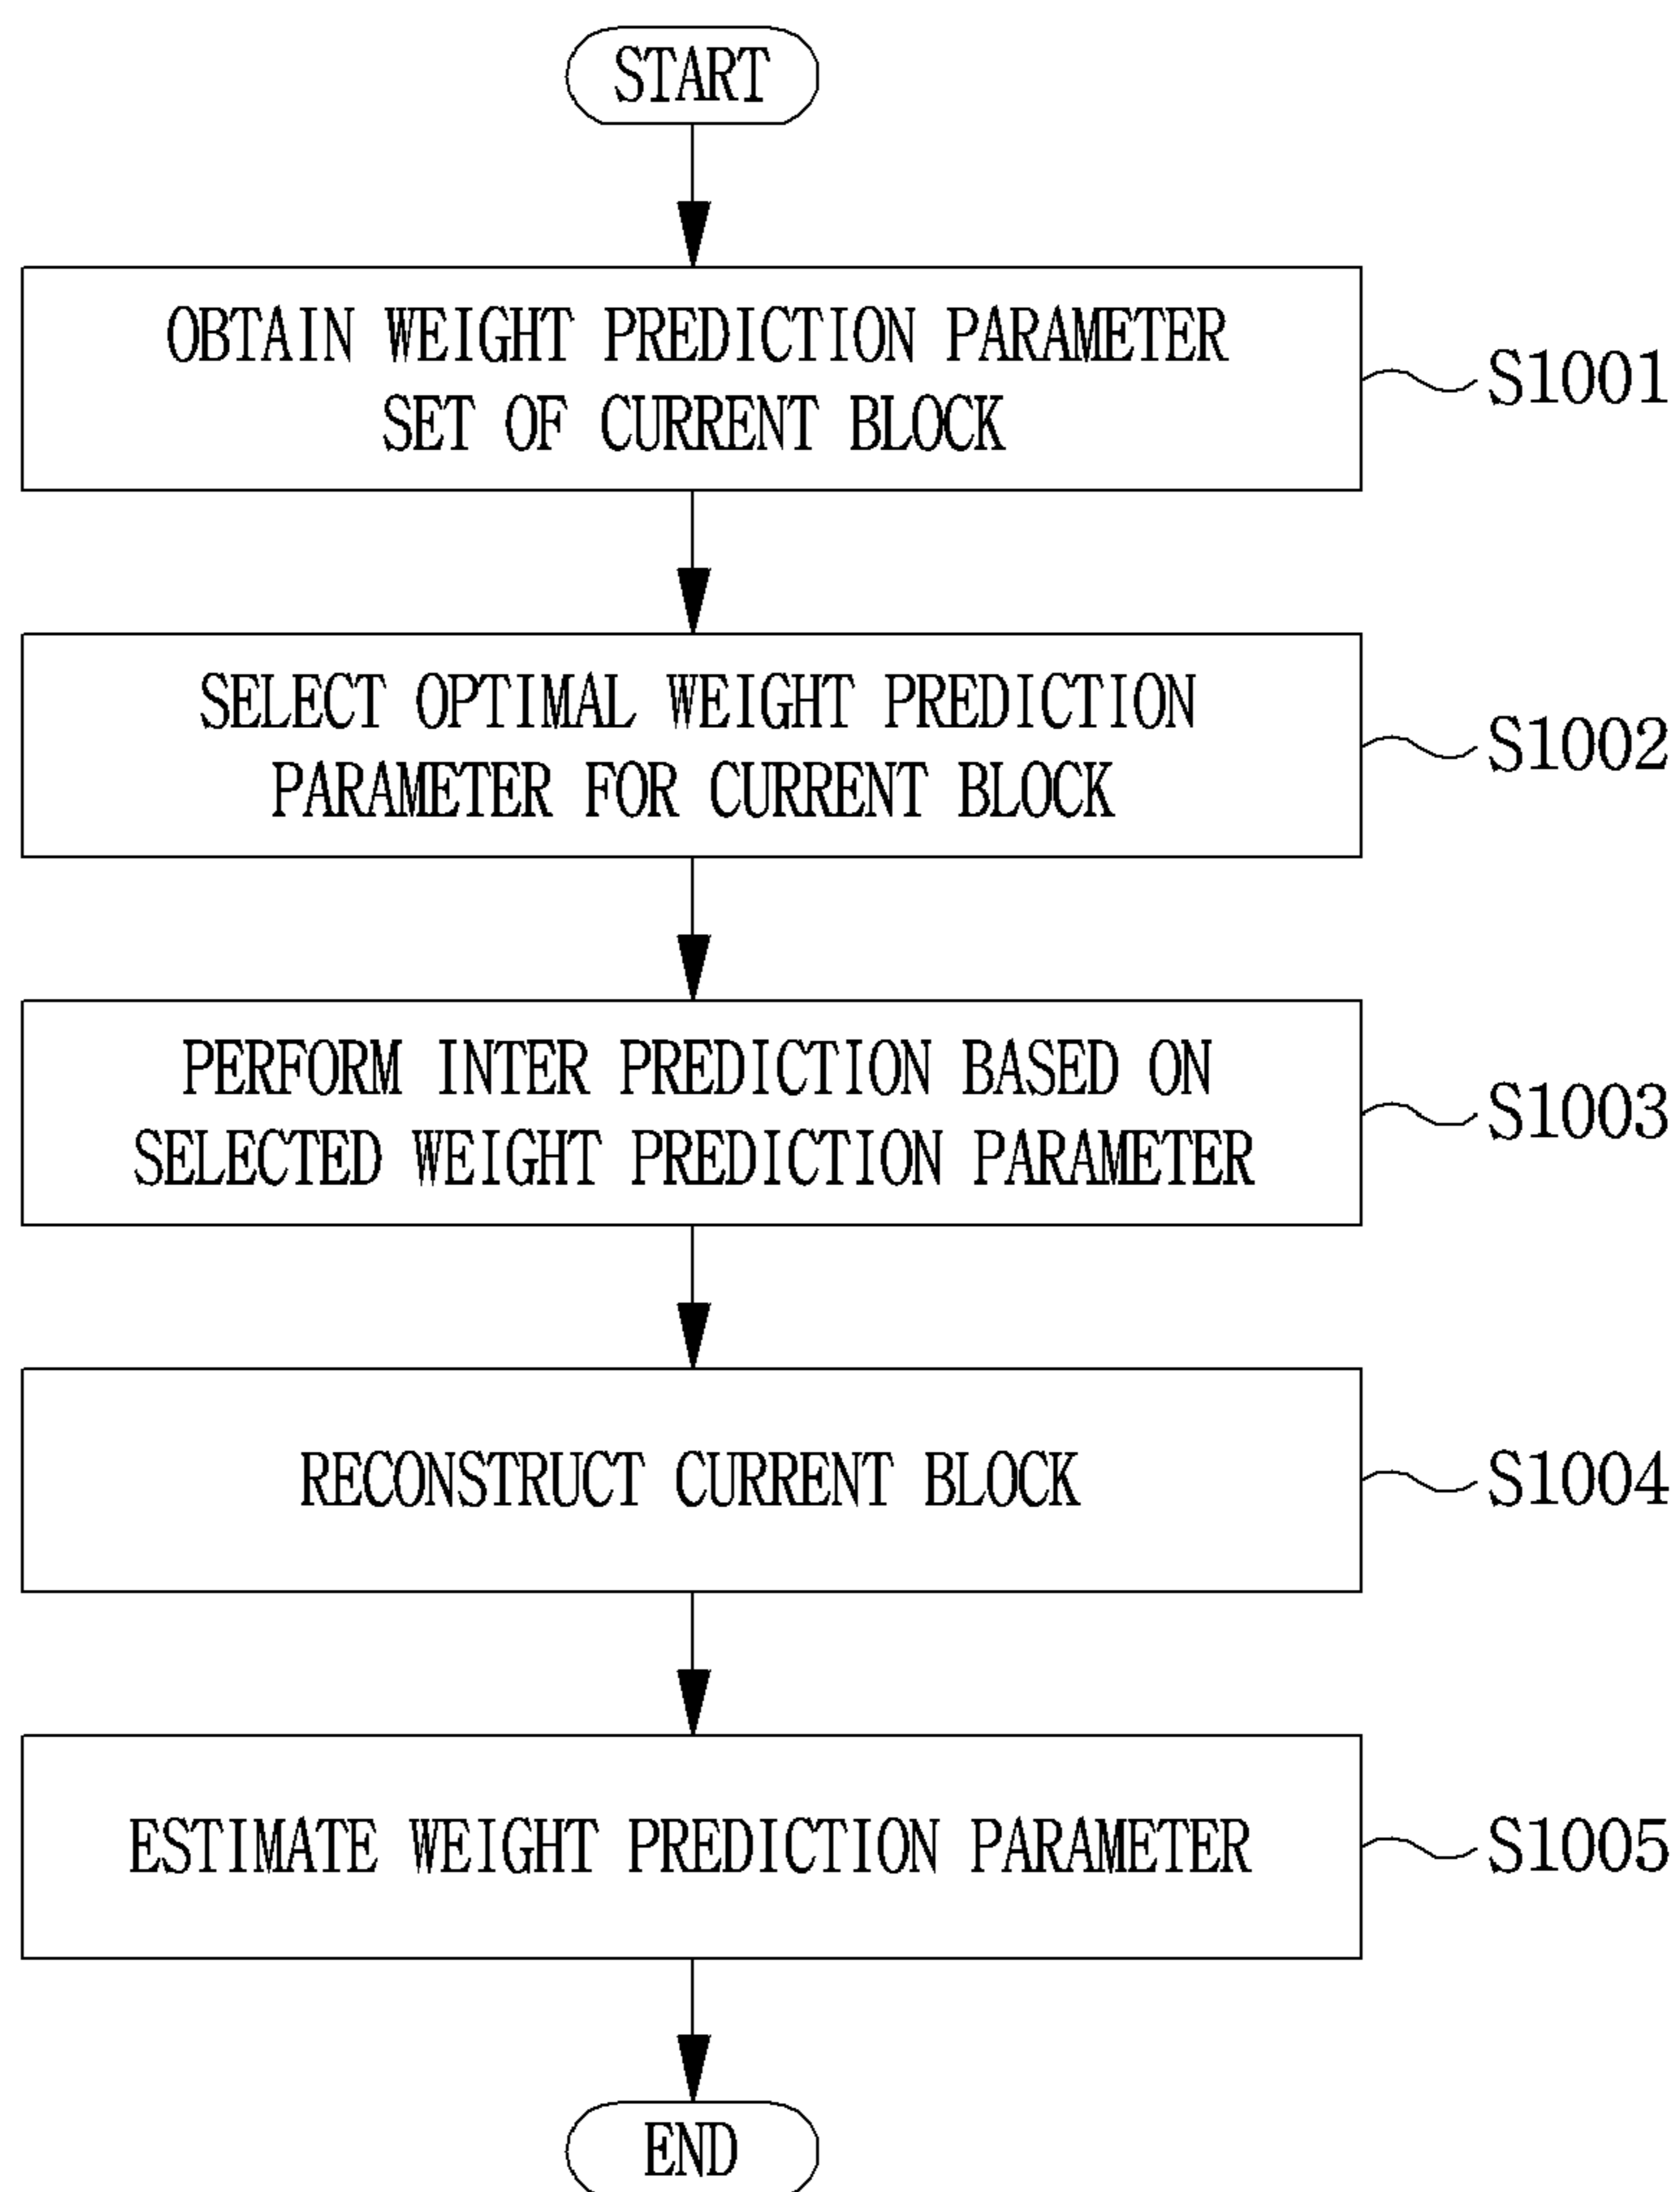 START
OBTAIN WEIGHT PREDICTION PARAMETER
SET OF CURRENT BLOCK
S1001
SELECT OPTIMAL WEIGHT PREDICTION
PARAMETER FOR CURRENT BLOCK
S1002
PERFORM INTER PREDICTION BASED ON
SELECTED WEIGHT PREDICTION PARAMETER
S1003
RECONSTRUCT CURRENT BLOCK
S1004
ESTIMATE WEIGHT PREDICTION PARAMETER
S1005
END